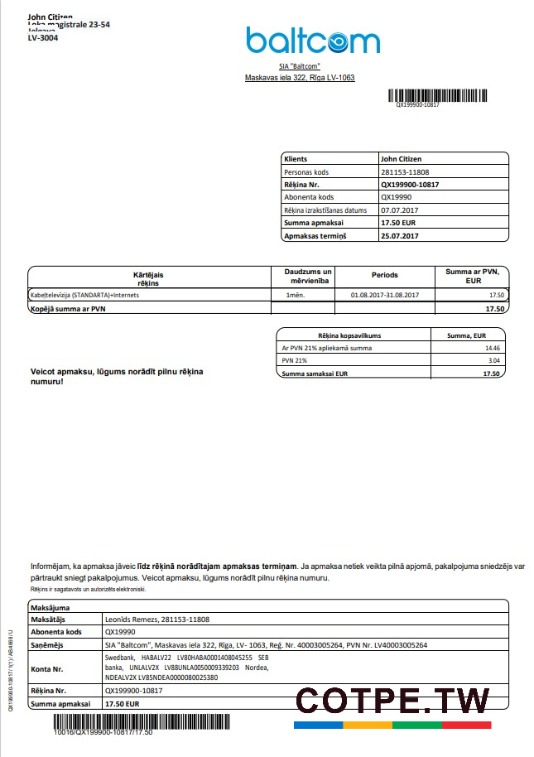 John Citizen
magistrale 23-54
LV-3004
baltcom
SIA "Baltcom"
Maskavas iela 322, Rīga LV-1063
QX199900-10817
Klients John Citizen
Personas kods 281153-11808
Rēķina Nr. QX199900-10817
Abonenta kods QX19990
Rēķina izrakstīšanas datums 07.07.2017
Summa apmaksai 17.50 EUR
Apmaksas termiņš 25.07.2017
Kārtējais rēķins Daudzums un mērvienība Periods Summa ar PVN, EUR
Kabeļtelevīzija (STANDARTA)+Internets 1mēn. 01.08.2017-31.08.2017 17.50
Kopējā summa ar PVN 17.50
Rēķina kopsavilkums Summa, EUR
Ar PVN 21% apliekamā summa 14.46
PVN 21% 3.04
Summa samaksai EUR 17.50
Veicot apmaksu, lūgums norādīt pilnu rēķina
numuru!
Informējam, ka apmaksa jāveic līdz rēķinā norādītajam apmaksas termiņam. Ja apmaksa netiek veikta pilnā apjomā, pakalpojuma sniedzējs var
pārtraukt sniegt pakalpojumus. Veicot apmaksu, lūgums norādīt pilnu rēķina numuru.
Rēķins ir sagatavots un autorizēts elektroniski.
Maksājuma
Maksātājs Leonīds Remezs, 281153-11808
Abonenta kods QX19990
Saņēmējs SIA "Baltcom", Maskavas iela 322, Rīga, LV- 1063, Reģ. Nr. 40003005264, PVN Nr. LV40003005264
Konta Nr. Swedbank, HABALV22 LV80HABA0001408045255 SEB
banka, UNLALV2X LV88UNLA0050009339203 Nordea,
NDEALV2X LV85NDEA0000080025380
Rēķina Nr. QX199900-10817
Summa apmaksai 17.50 EUR
10016/QX199900-10817/17.50
COTPE.TW